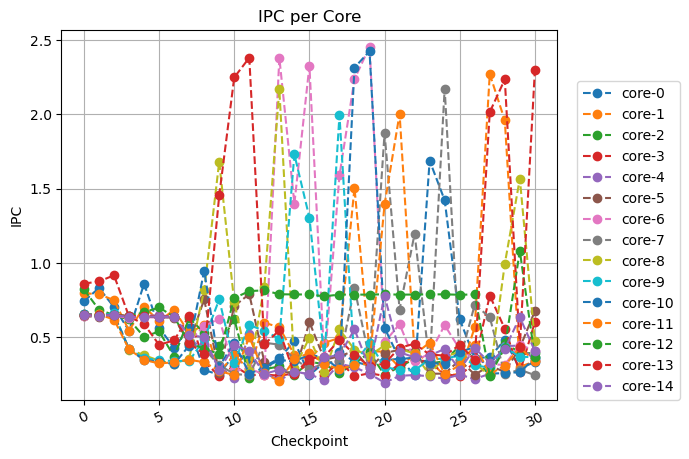 IPC per Core
2.5
2.0
1.5
1.0
0.5
IPC
0
5
10
15
20
25
30
Checkpoint
core-0
core-1
core-2
core-3
core-4
core-5
core-6
core-7
core-8
core-9
core-10
core-11
core-12
core-13
core-14